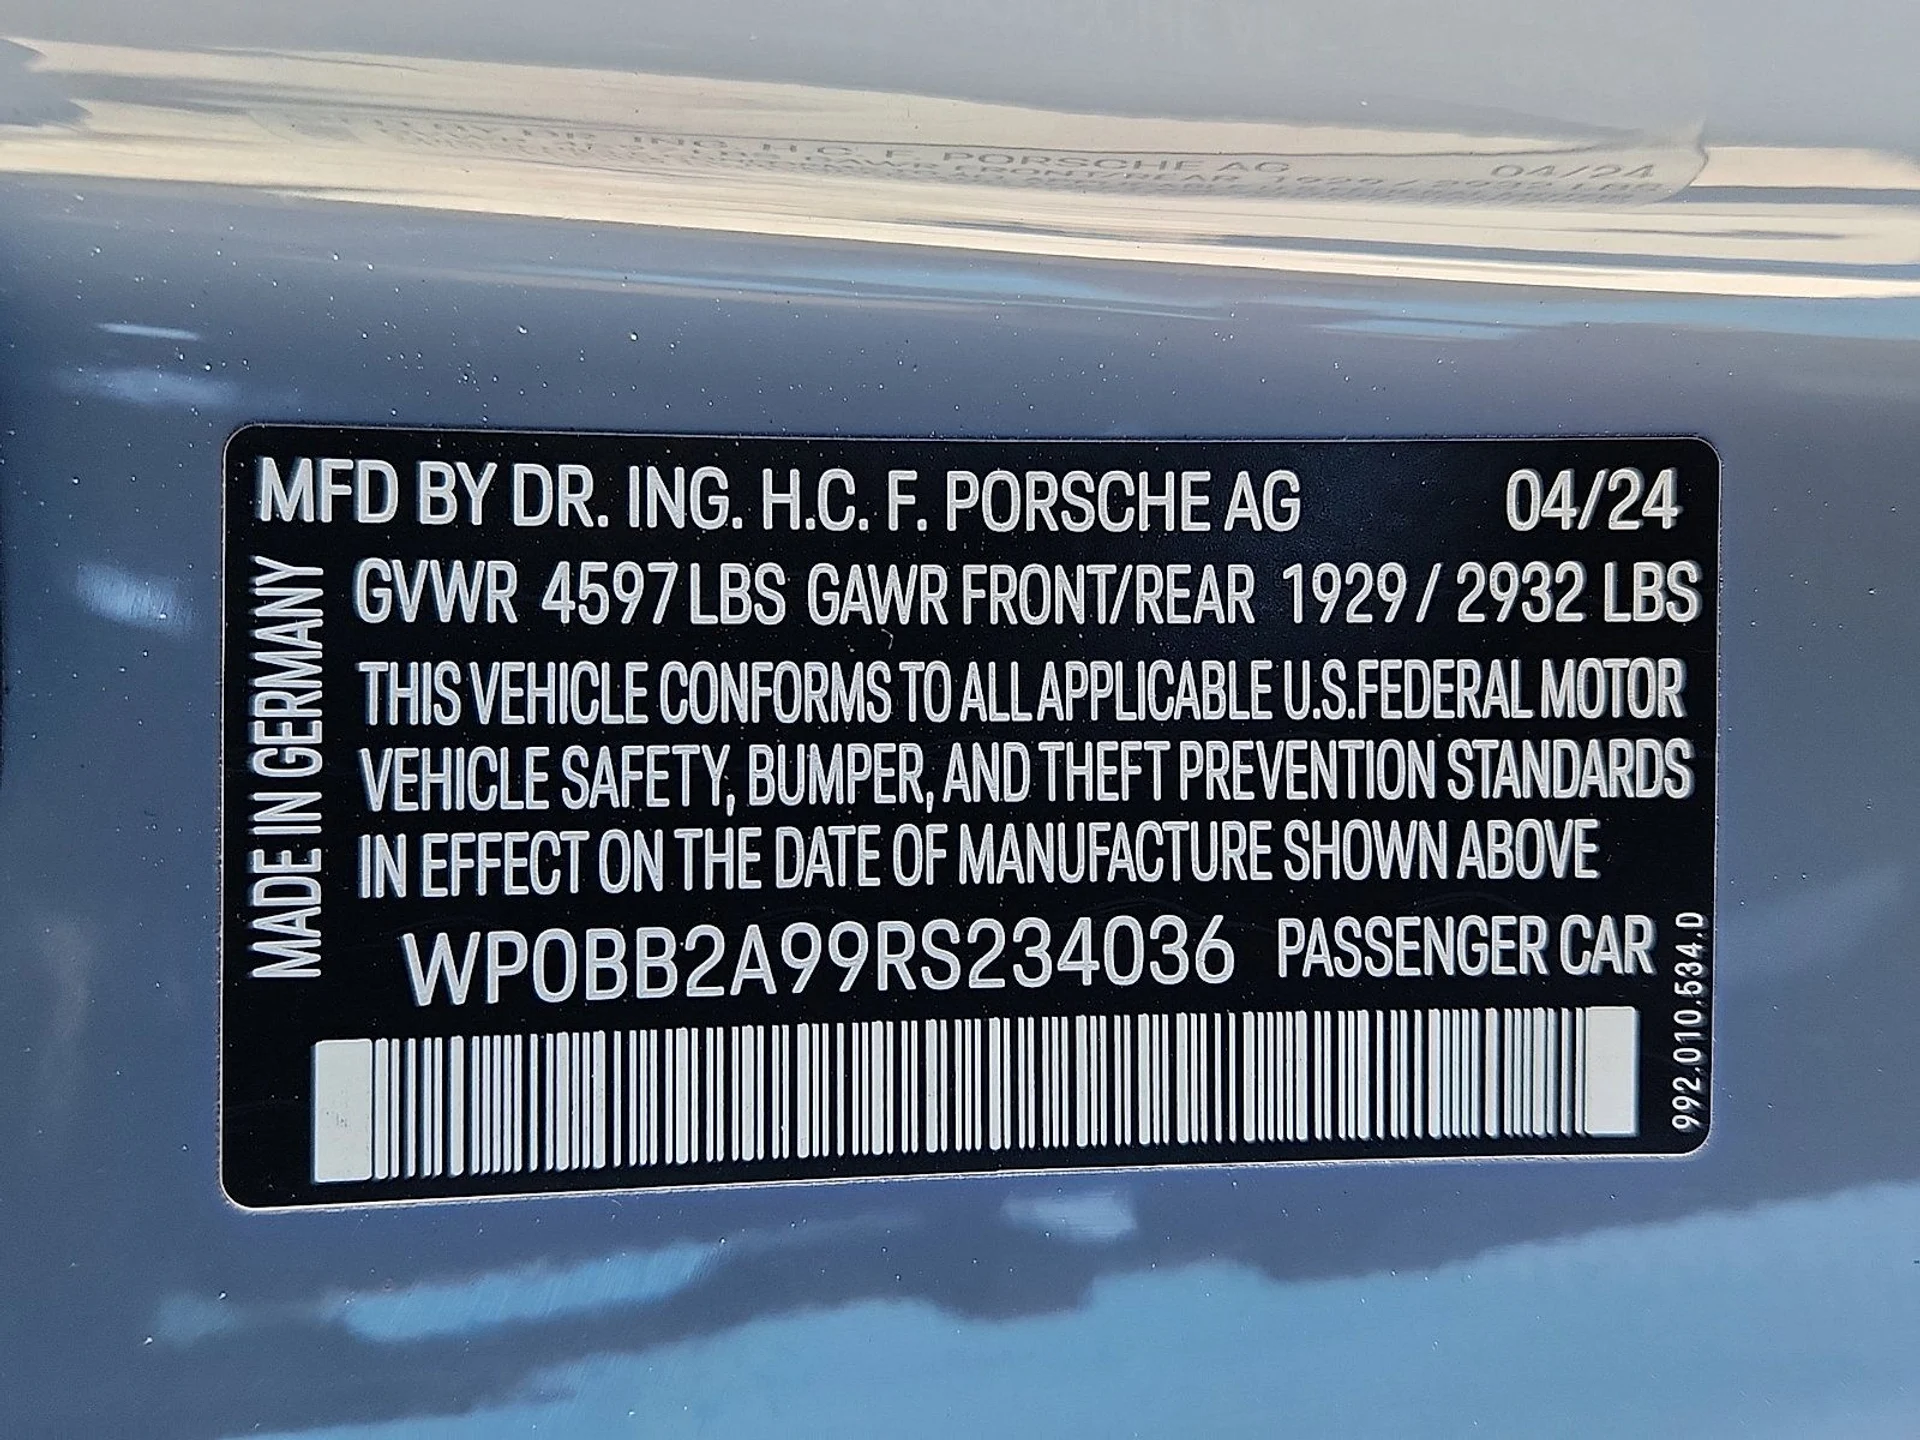 MFD BY DR. ING. H.C. F. PORSCHE AG 04/24
GVWR 4597 LBS GAWR FRONT/REAR 1929 / 2932 LBS
THIS VEHICLE CONFORMS TO ALL APPLICABLE U.S.FEDERAL MOTOR
VEHICLE SAFETY, BUMPER, AND THEFT PREVENTION STANDARDS
IN EFFECT ON THE DATE OF MANUFACTURE SHOWN ABOVE
WP0BB2A99RS234036 PASSENGER CAR
MADE IN GERMANY
992.010.534.D